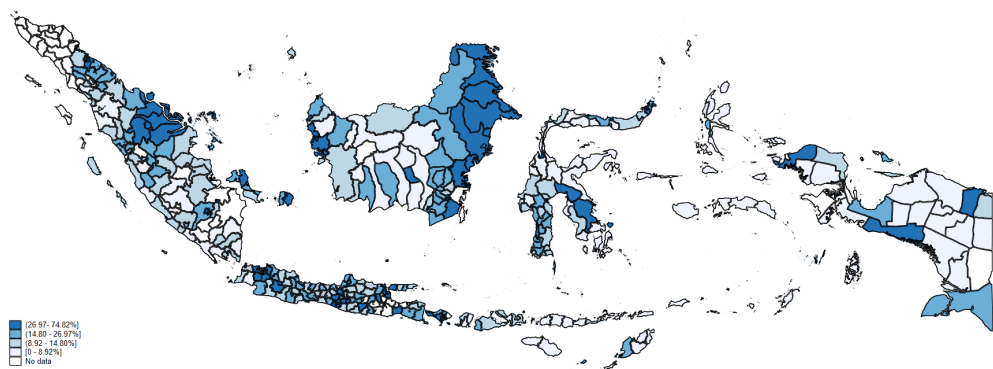 (26.97- 74.82%]
(14.80 - 26.97%]
(8.92 - 14.80%]
[0 - 8.92%]
No data